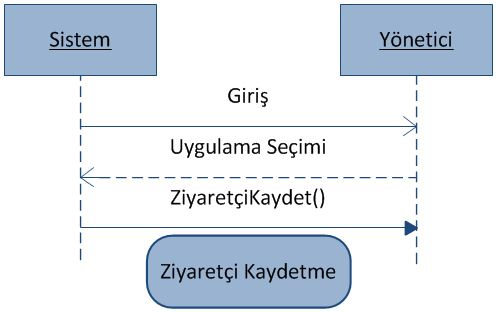 Sistem
Yönetici
Giriş
Uygulama Seçimi
ZiyaretçiKaydet()
Ziyaretçi Kaydetme